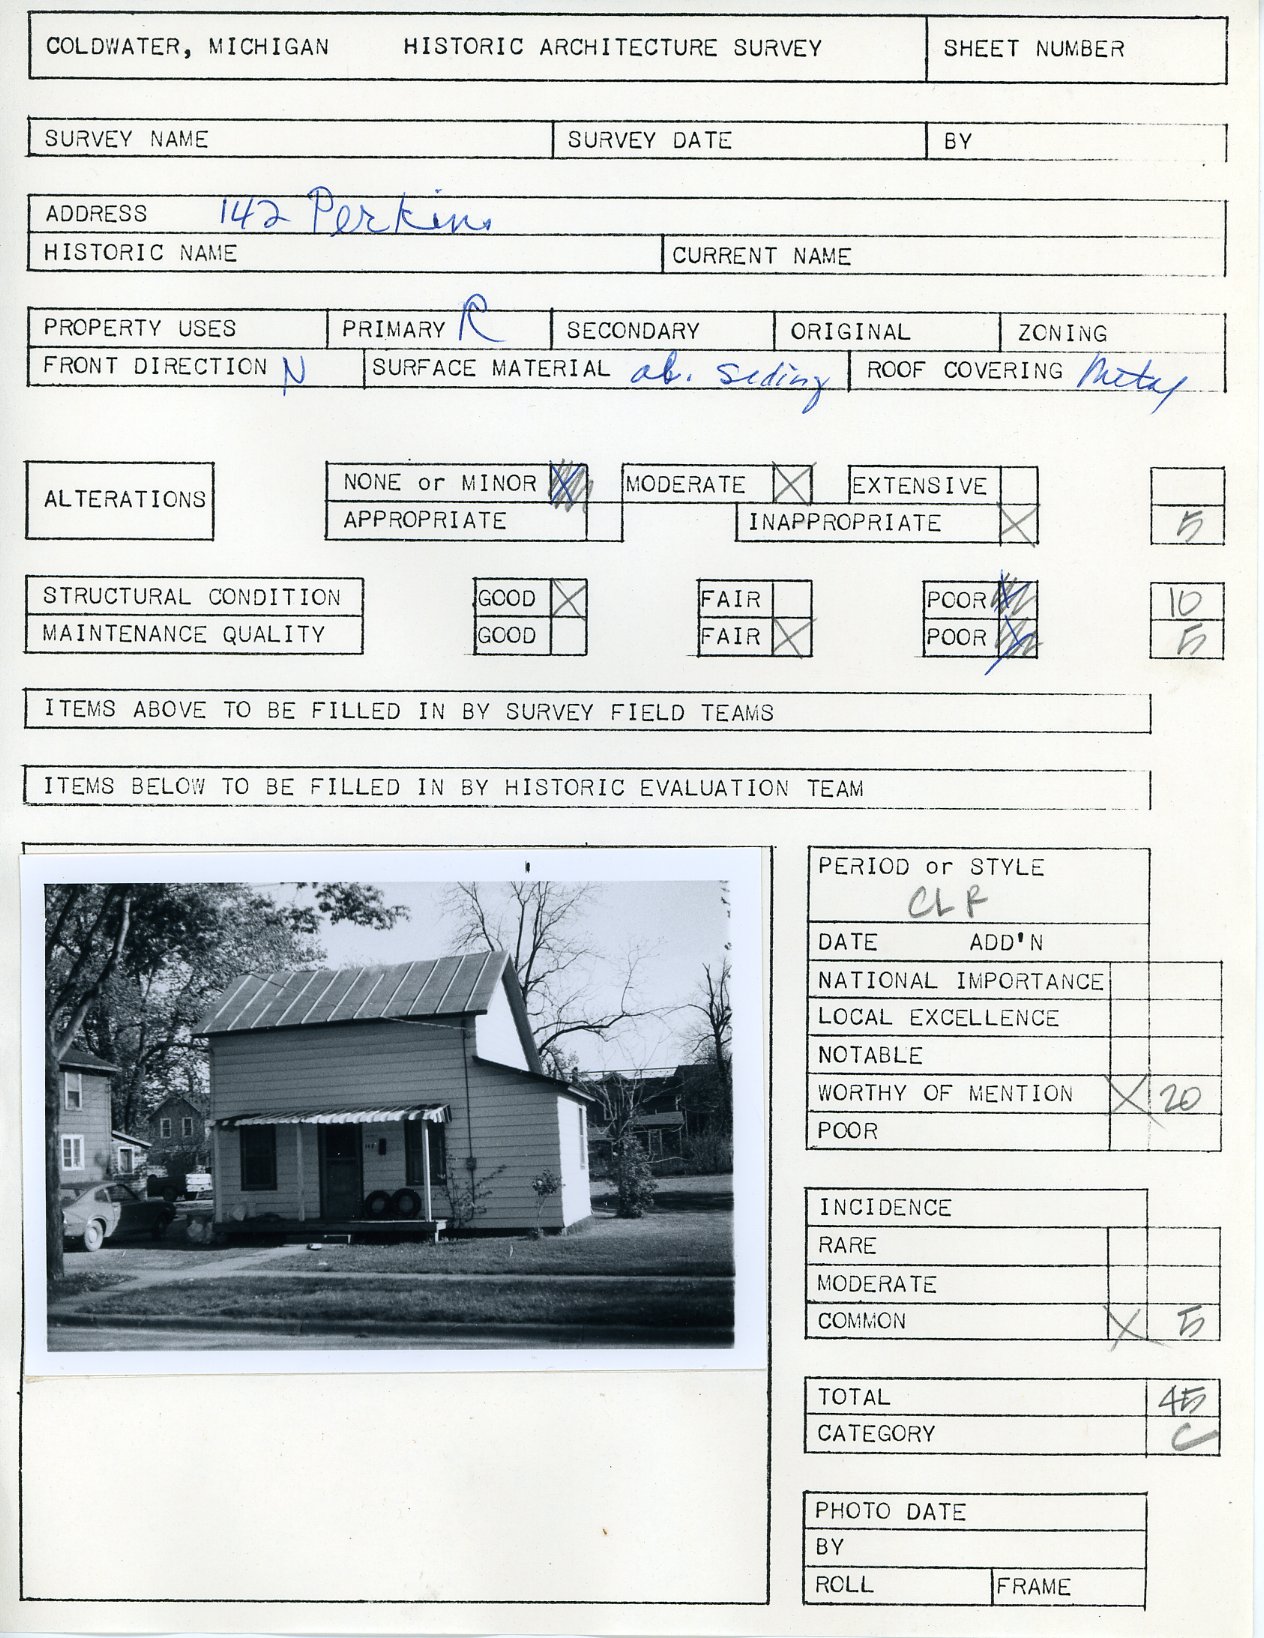 COLDWATER, MICHIGAN HISTORIC ARCHITECTURE SURVEY SHEET NUMBER
SURVEY NAME SURVEY DATE BY
ADDRESS 142 Perkins
HISTORIC NAME CURRENT NAME
PROPERTY USES PRIMARY R SECONDARY ORIGINAL ZONING
FRONT DIRECTION N SURFACE MATERIAL siding ROOF COVERING Metal
ALTERATIONS NONE or MINOR X MODERATE X EXTENSIVE
APPROPRIATE INAPPROPRIATE X 5
STRUCTURAL CONDITION GOOD X FAIR POOR X 10
MAINTENANCE QUALITY GOOD FAIR X POOR X 5
ITEMS ABOVE TO BE FILLED IN BY SURVEY FIELD TEAMS
ITEMS BELOW TO BE FILLED IN BY HISTORIC EVALUATION TEAM
PERIOD or STYLE
CLR
DATE ADD'N
NATIONAL IMPORTANCE
LOCAL EXCELLENCE
NOTABLE
WORTHY OF MENTION X 20
POOR
INCIDENCE
RARE
MODERATE
COMMON X 5
TOTAL 45
CATEGORY C
PHOTO DATE
BY
ROLL FRAME